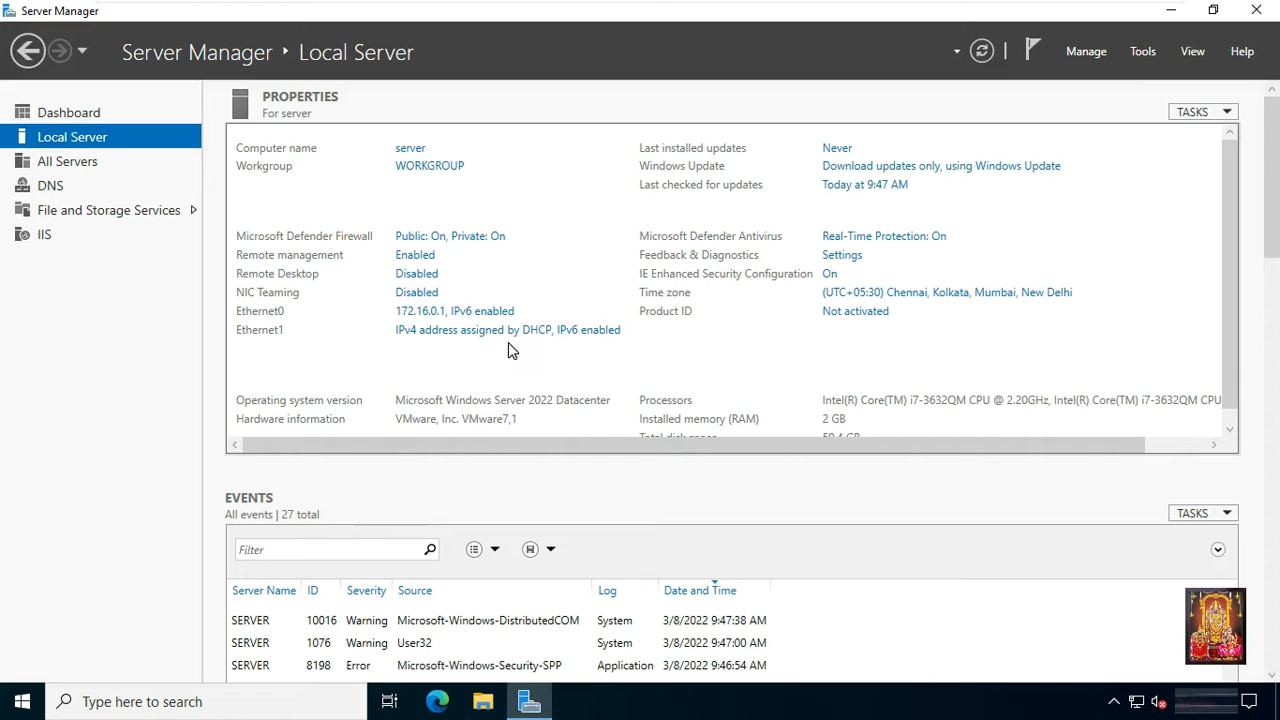 Server Manager
Server Manager ‣ Local Server
Manage Tools View Help
Dashboard
Local Server
All Servers
DNS
File and Storage Services
IIS
PROPERTIES
For server
TASKS
Computer name server
Workgroup WORKGROUP
Last installed updates Never
Windows Update Download updates only, using Windows Update
Last checked for updates Today at 9:47 AM
Microsoft Defender Firewall Public: On, Private: On
Remote management Enabled
Remote Desktop Disabled
NIC Teaming Disabled
Ethernet0 172.16.0.1, IPv6 enabled
Ethernet1 IPv4 address assigned by DHCP, IPv6 enabled
Microsoft Defender Antivirus Real-Time Protection: On
Feedback & Diagnostics Settings
IE Enhanced Security Configuration On
Time zone (UTC+05:30) Chennai, Kolkata, Mumbai, New Delhi
Product ID Not activated
Operating system version Microsoft Windows Server 2022 Datacenter
Hardware information VMware, Inc. VMware7,1
Processors Intel(R) Core(TM) i7-3632QM CPU @ 2.20GHz, Intel(R) Core(TM) i7-3632QM CPU
Installed memory (RAM) 2 GB
Total disk space 59.4 GB
EVENTS
All events | 27 total
TASKS
Filter
Server Name ID Severity Source Log Date and Time
SERVER 10016 Warning Microsoft-Windows-DistributedCOM System 3/8/2022 9:47:38 AM
SERVER 1076 Warning User32 System 3/8/2022 9:47:00 AM
SERVER 8198 Error Microsoft-Windows-Security-SPP Application 3/8/2022 9:46:54 AM
Type here to search